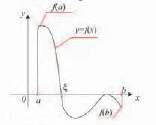 y
f(a)
y=f(x)
ξ
0 a b x
f(b)